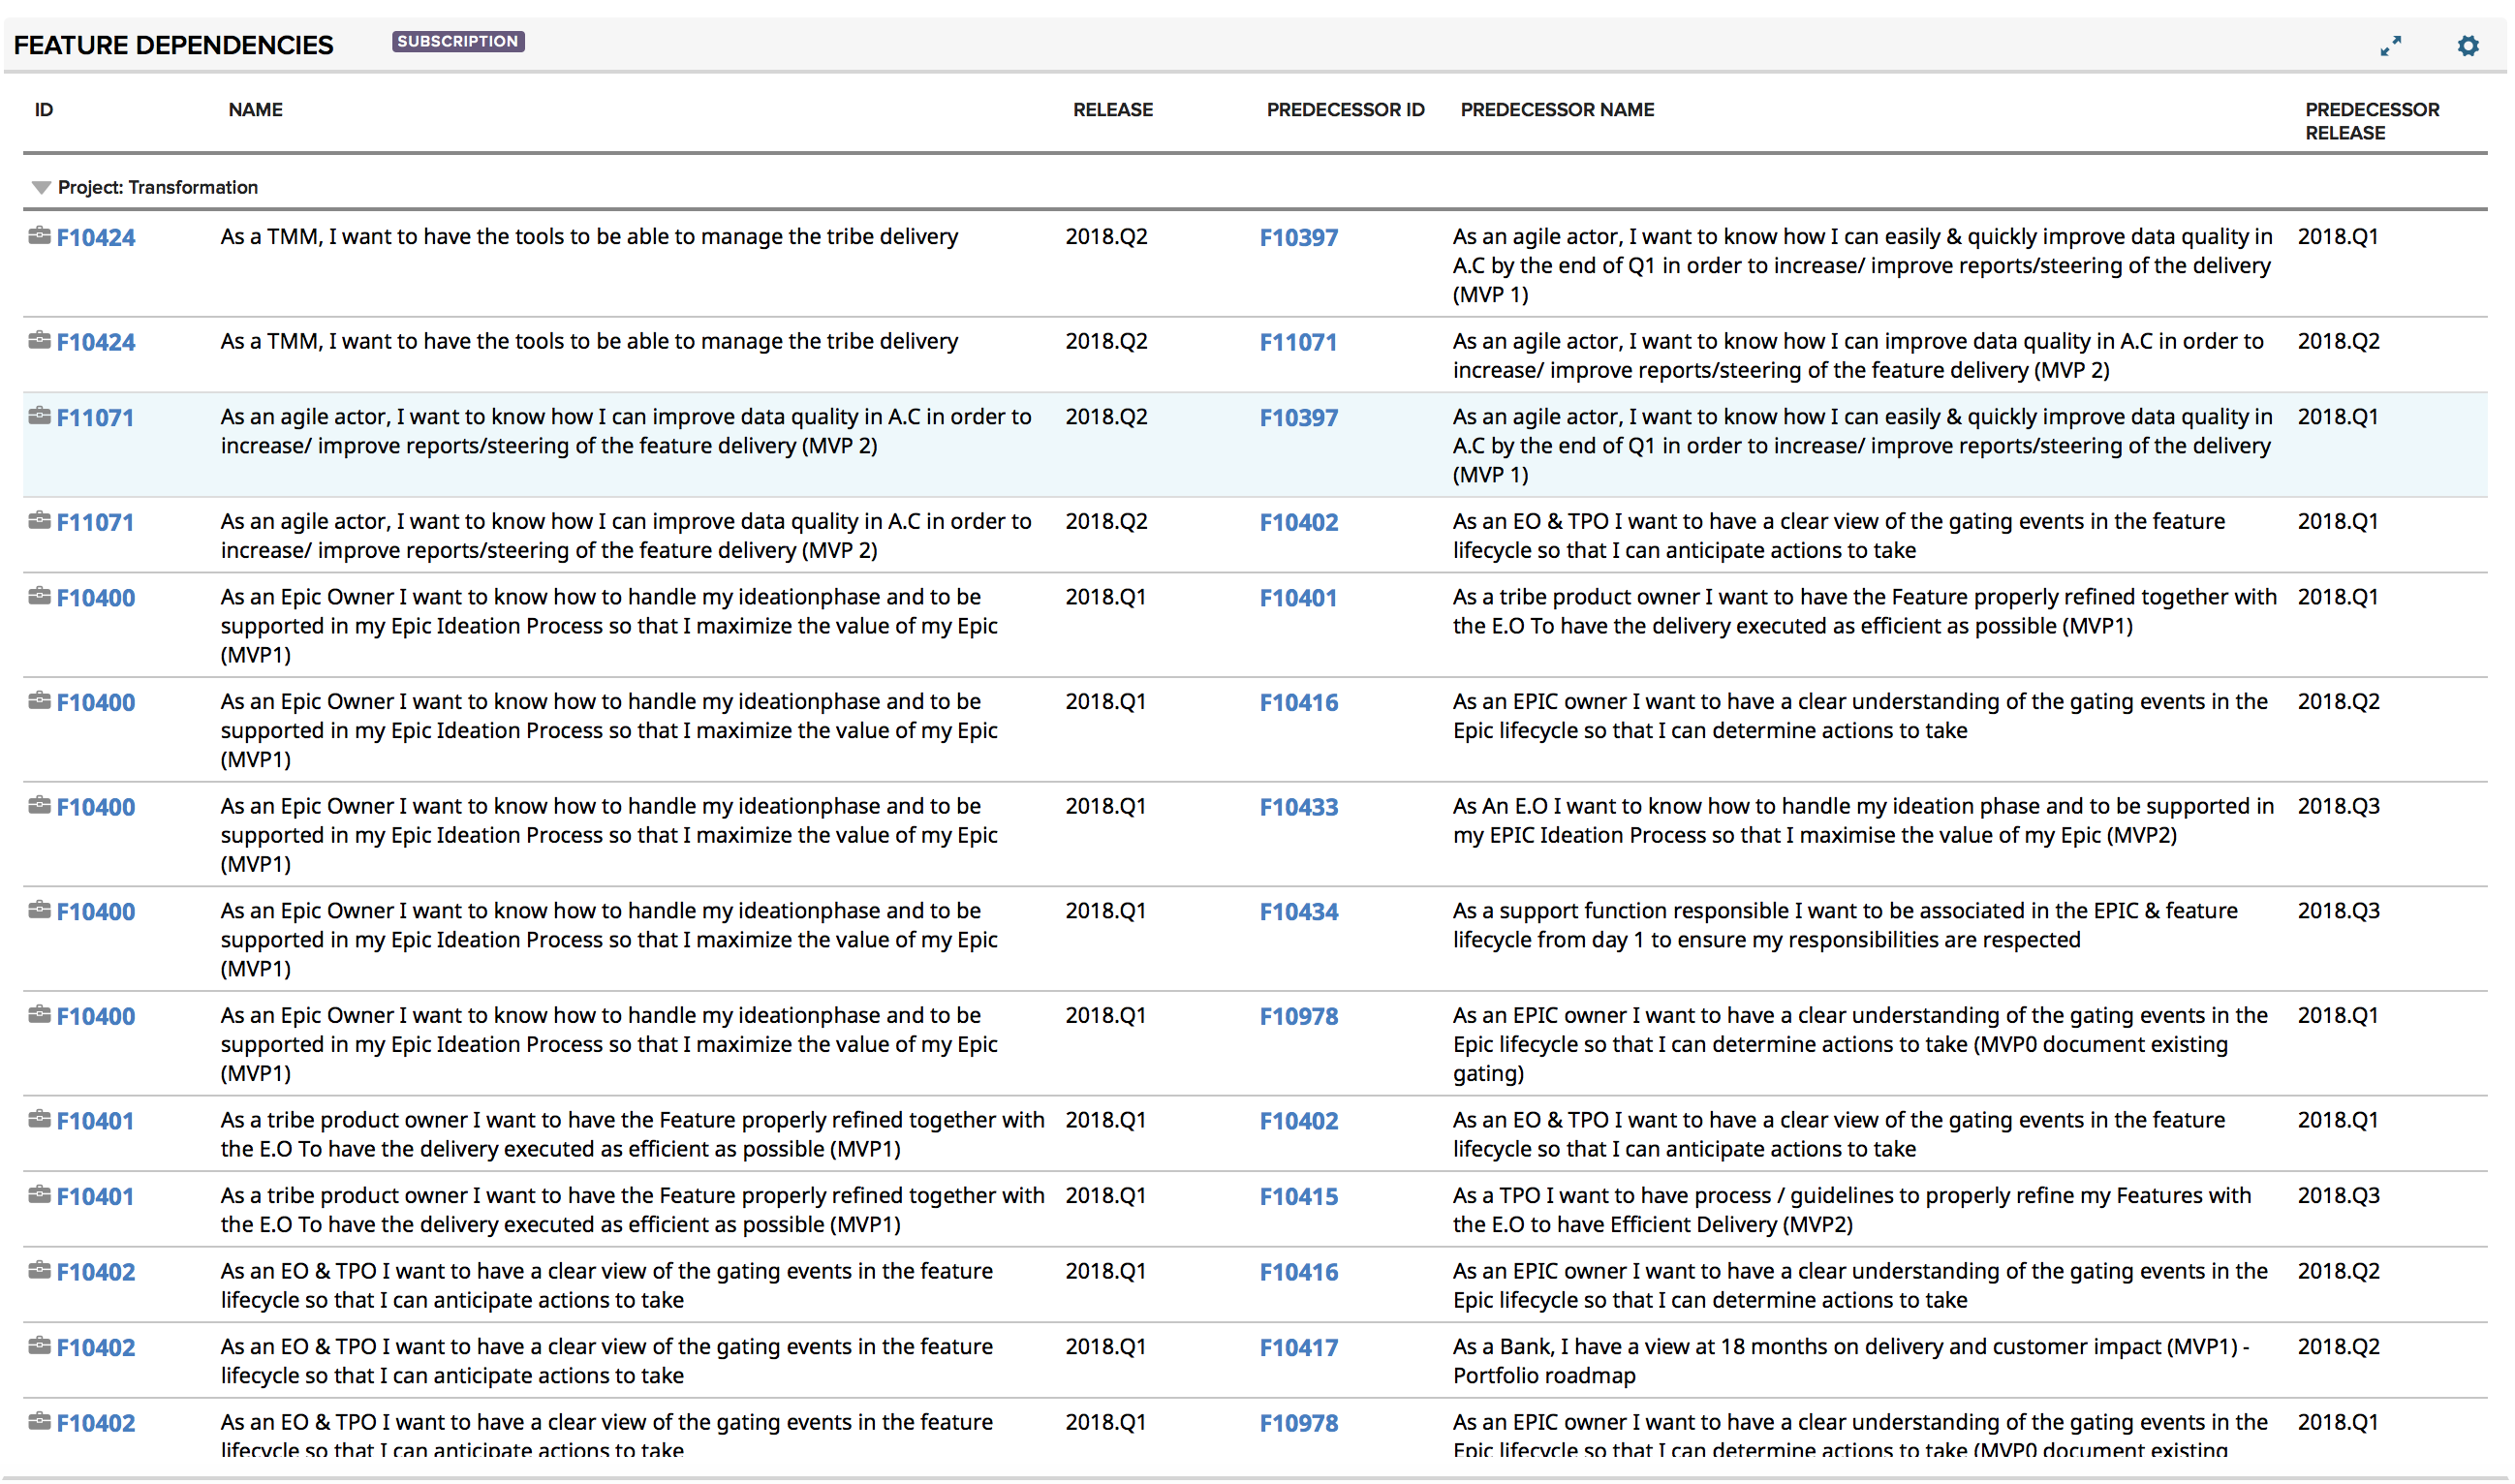 FEATURE DEPENDENCIES SUBSCRIPTION
ID NAME RELEASE PREDECESSOR ID PREDECESSOR NAME PREDECESSOR
RELEASE
Project: Transformation
F10424 As a TMM, I want to have the tools to be able to manage the tribe delivery 2018.Q2 F10397 As an agile actor, I want to know how I can easily & quickly improve data quality in 2018.Q1
A.C by the end of Q1 in order to increase/ improve reports/steering of the delivery
(MVP 1)
F10424 As a TMM, I want to have the tools to be able to manage the tribe delivery 2018.Q2 F11071 As an agile actor, I want to know how I can improve data quality in A.C in order to 2018.Q2
increase/ improve reports/steering of the feature delivery (MVP 2)
F11071 As an agile actor, I want to know how I can improve data quality in A.C in order to 2018.Q2 F10397 As an agile actor, I want to know how I can easily & quickly improve data quality in 2018.Q1
increase/ improve reports/steering of the feature delivery (MVP 2) A.C by the end of Q1 in order to increase/ improve reports/steering of the delivery
(MVP 1)
F11071 As an agile actor, I want to know how I can improve data quality in A.C in order to 2018.Q2 F10402 As an EO & TPO I want to have a clear view of the gating events in the feature 2018.Q1
increase/ improve reports/steering of the feature delivery (MVP 2) lifecycle so that I can anticipate actions to take
F10400 As an Epic Owner I want to know how to handle my ideationphase and to be 2018.Q1 F10401 As a tribe product owner I want to have the Feature properly refined together with 2018.Q1
supported in my Epic Ideation Process so that I maximize the value of my Epic the E.O To have the delivery executed as efficient as possible (MVP1)
(MVP1)
F10400 As an Epic Owner I want to know how to handle my ideationphase and to be 2018.Q1 F10416 As an EPIC owner I want to have a clear understanding of the gating events in the 2018.Q2
supported in my Epic Ideation Process so that I maximize the value of my Epic Epic lifecycle so that I can determine actions to take
(MVP1)
F10400 As an Epic Owner I want to know how to handle my ideationphase and to be 2018.Q1 F10433 As An E.O I want to know how to handle my ideation phase and to be supported in 2018.Q3
supported in my Epic Ideation Process so that I maximize the value of my Epic my EPIC Ideation Process so that I maximise the value of my Epic (MVP2)
(MVP1)
F10400 As an Epic Owner I want to know how to handle my ideationphase and to be 2018.Q1 F10434 As a support function responsible I want to be associated in the EPIC & feature 2018.Q3
supported in my Epic Ideation Process so that I maximize the value of my Epic lifecycle from day 1 to ensure my responsibilities are respected
(MVP1)
F10400 As an Epic Owner I want to know how to handle my ideationphase and to be 2018.Q1 F10978 As an EPIC owner I want to have a clear understanding of the gating events in the 2018.Q1
supported in my Epic Ideation Process so that I maximize the value of my Epic Epic lifecycle so that I can determine actions to take (MVP0 document existing
(MVP1) gating)
F10401 As a tribe product owner I want to have the Feature properly refined together with 2018.Q1 F10402 As an EO & TPO I want to have a clear view of the gating events in the feature 2018.Q1
the E.O To have the delivery executed as efficient as possible (MVP1) lifecycle so that I can anticipate actions to take
F10401 As a tribe product owner I want to have the Feature properly refined together with 2018.Q1 F10415 As a TPO I want to have process / guidelines to properly refine my Features with 2018.Q3
the E.O To have the delivery executed as efficient as possible (MVP1) the E.O to have Efficient Delivery (MVP2)
F10402 As an EO & TPO I want to have a clear view of the gating events in the feature 2018.Q1 F10416 As an EPIC owner I want to have a clear understanding of the gating events in the 2018.Q2
lifecycle so that I can anticipate actions to take Epic lifecycle so that I can determine actions to take
F10402 As an EO & TPO I want to have a clear view of the gating events in the feature 2018.Q1 F10417 As a Bank, I have a view at 18 months on delivery and customer impact (MVP1) - 2018.Q2
lifecycle so that I can anticipate actions to take Portfolio roadmap
F10402 As an EO & TPO I want to have a clear view of the gating events in the feature 2018.Q1 F10978 As an EPIC owner I want to have a clear understanding of the gating events in the 2018.Q1
lifecycle so that I can anticipate actions to take Epic lifecycle so that I can determine actions to take (MVP0 document existing